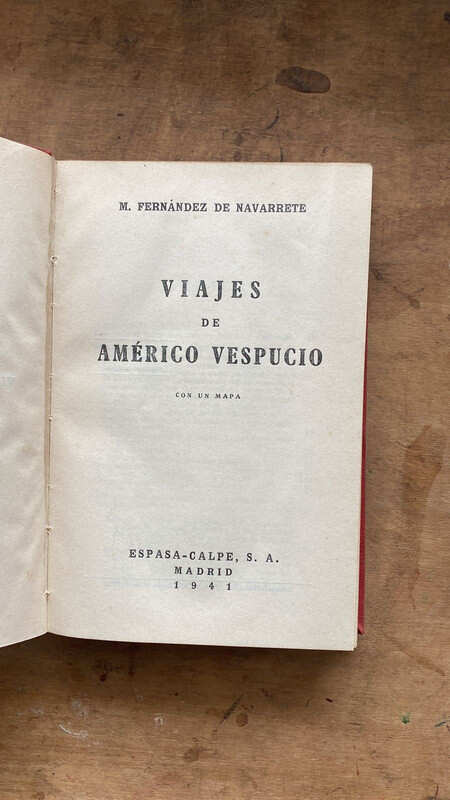 M. FERNÁNDEZ DE NAVARRETE
VIAJES
DE
AMÉRICO VESPUCIO
CON UN MAPA
ESPASA-CALPE, S. A.
MADRID
1941